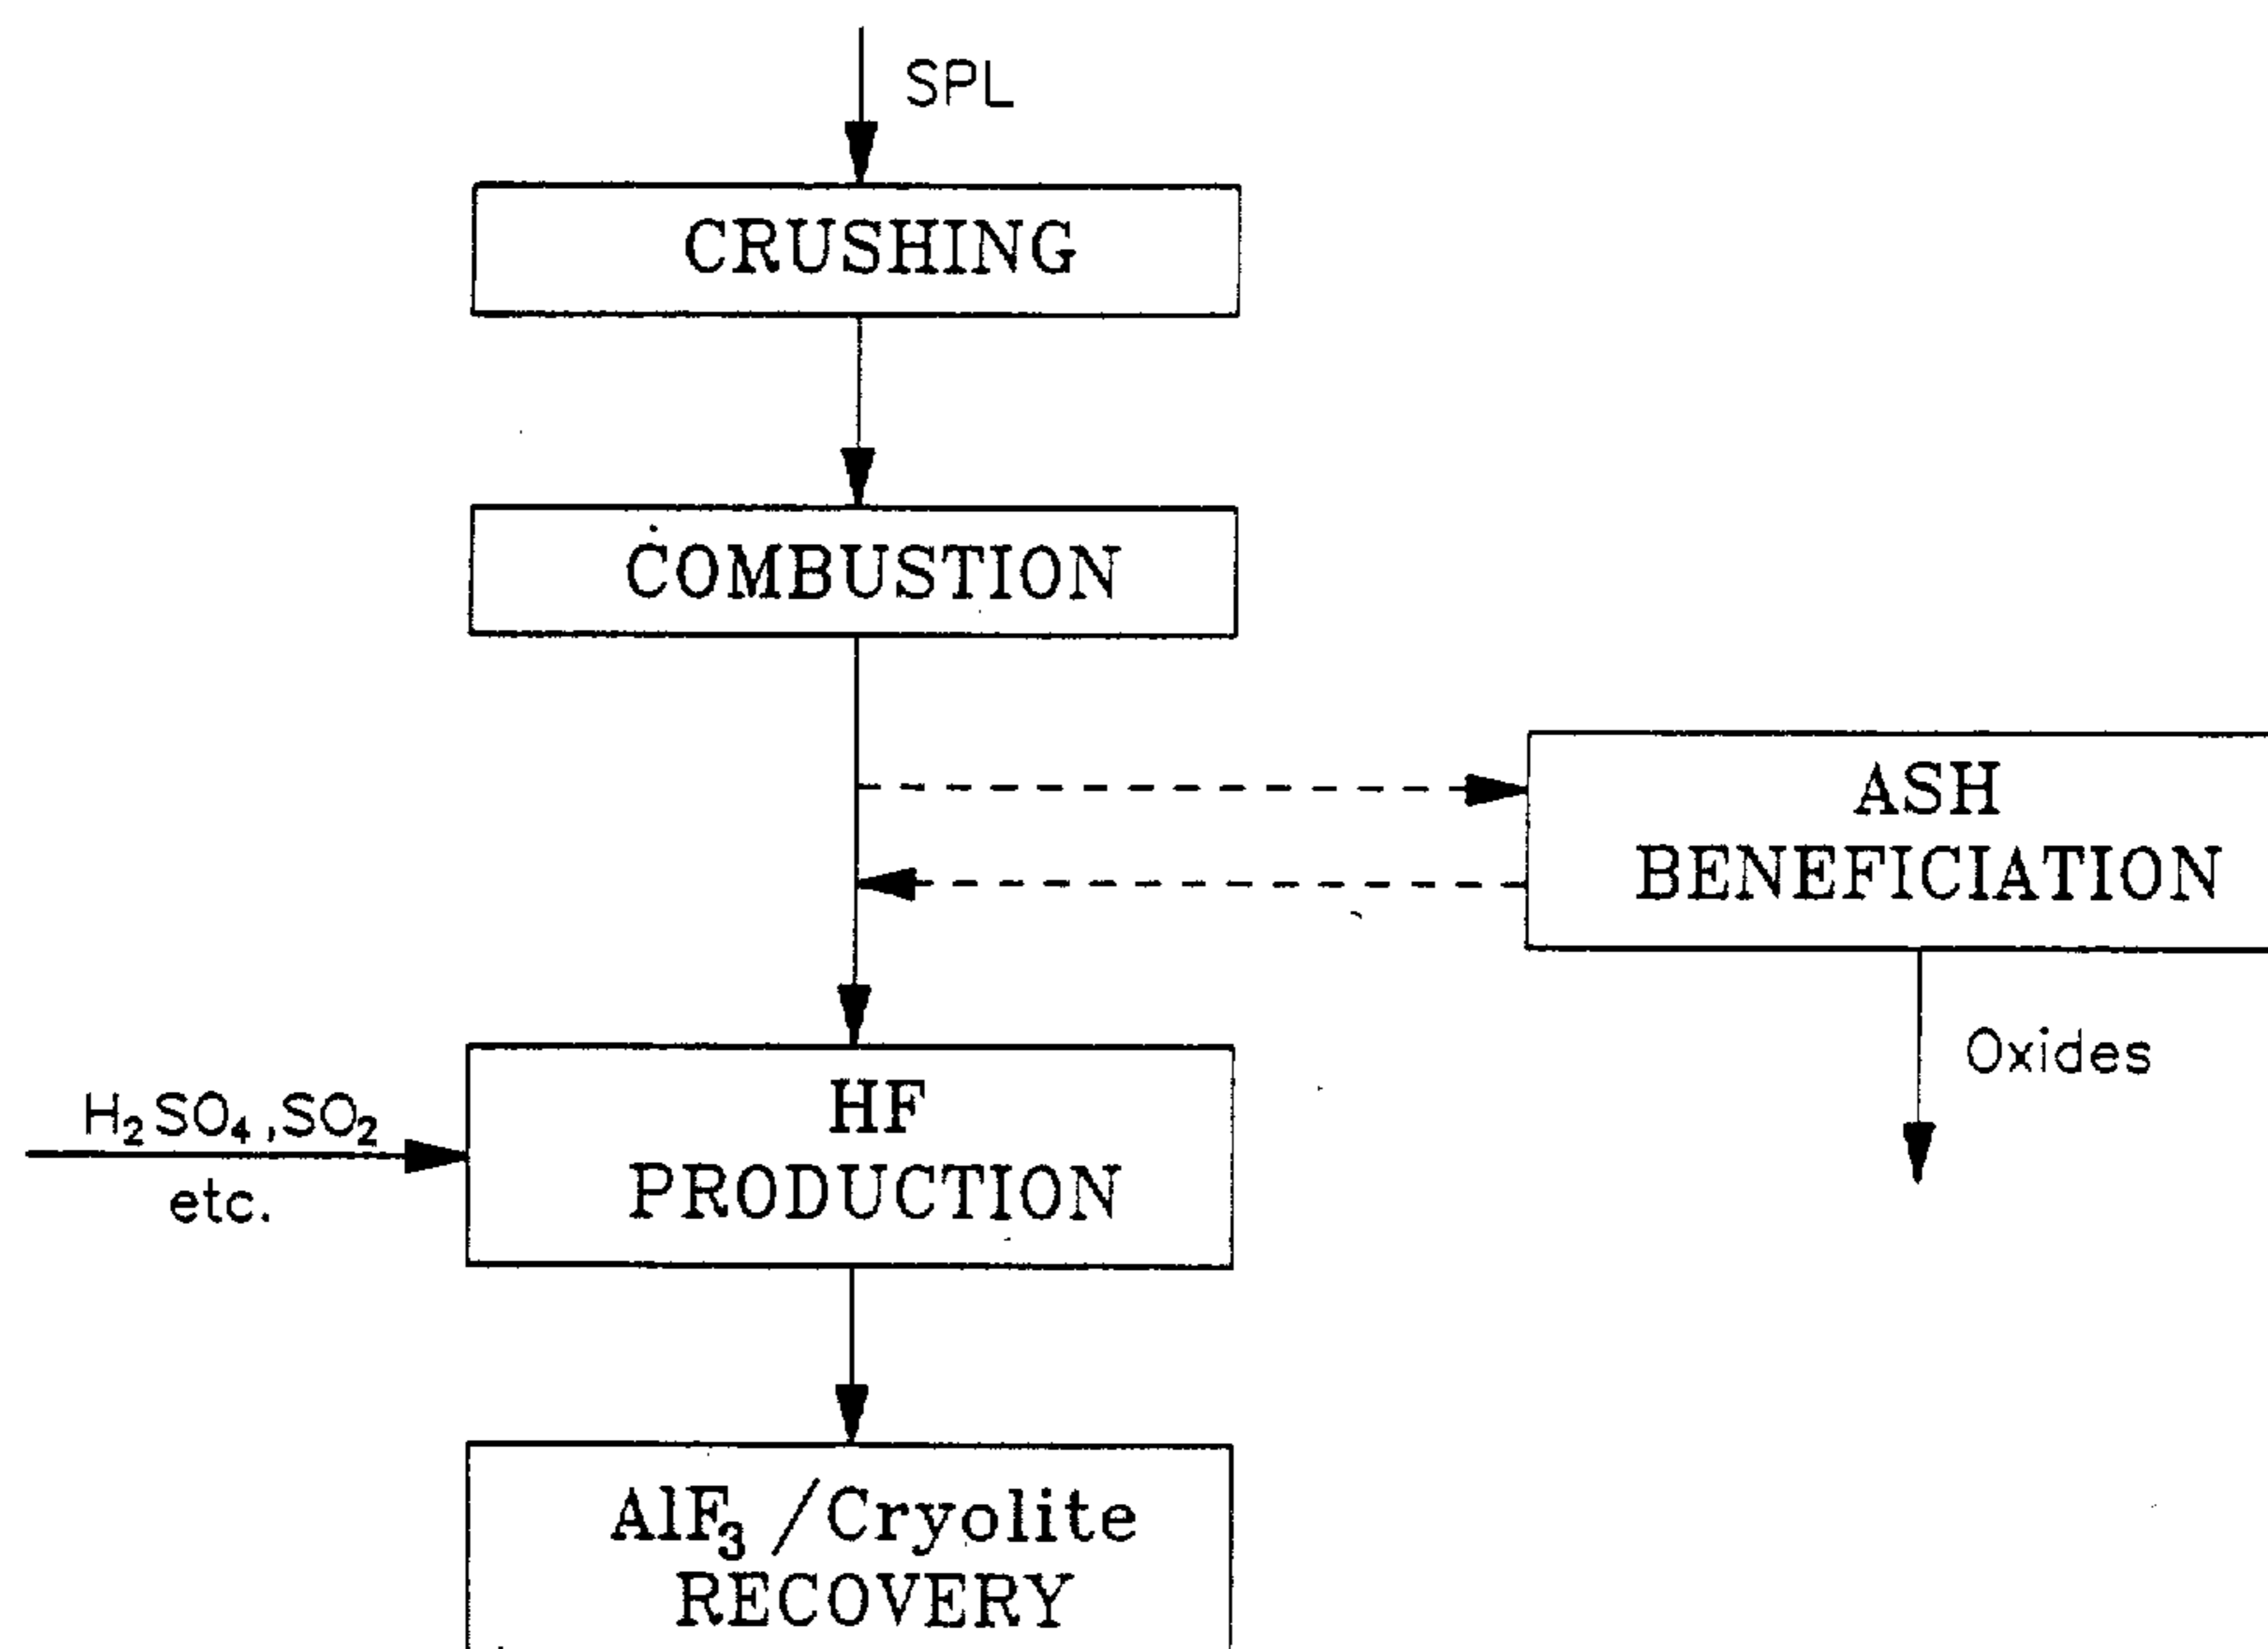 SPL
CRUSHING
COMBUSTION
ASH
BENEFICIATION
Oxides
H₂SO₄,SO₂
etc.
HF
PRODUCTION
AlF₃/Cryolite
RECOVERY